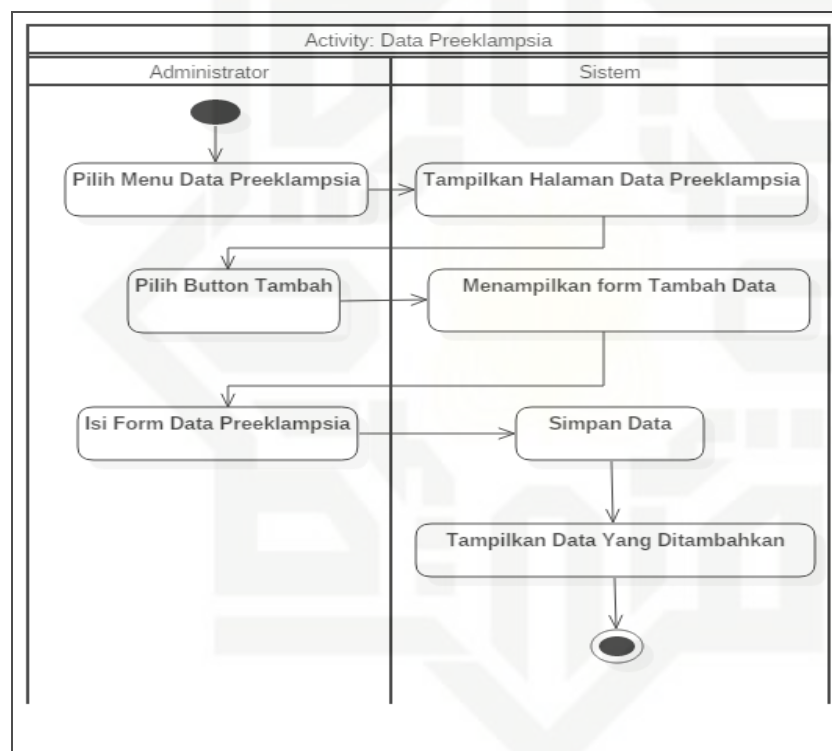 Activity: Data Preeklampsia
Administrator
Sistem
Pilih Menu Data Preeklampsia
Tampilkan Halaman Data Preeklampsia
Pilih Button Tambah
Menampilkan form Tambah Data
Isi Form Data Preeklampsia
Simpan Data
Tampilkan Data Yang Ditambahkan